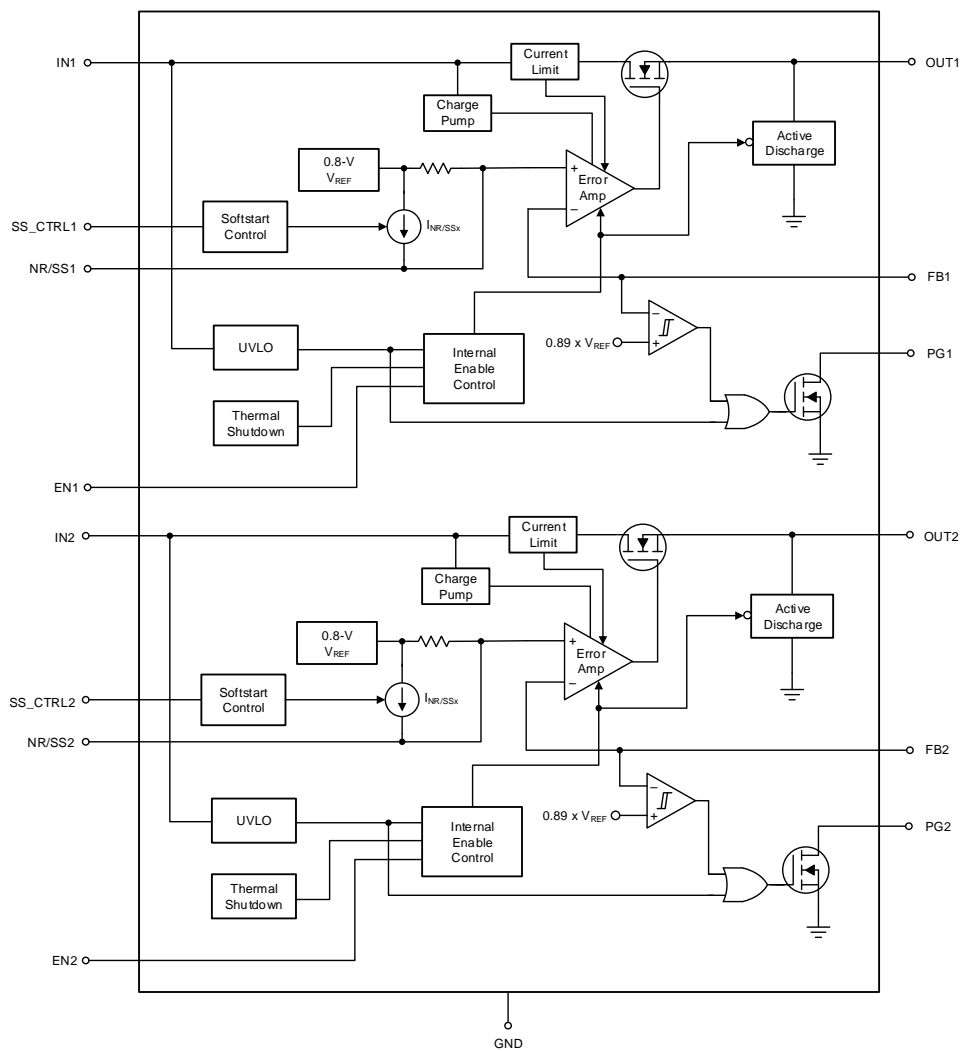 IN1
Current
Limit
OUT1
Charge
Pump
Active
Discharge
0.8-V
VREF
+
Error
Amp
−
SS_CTRL1
Softstart
Control
INR/SSx
NR/SS1
FB1
−
0.89 x VREF
+
UVLO
Internal
Enable
Control
PG1
Thermal
Shutdown
EN1
IN2
Current
Limit
OUT2
Charge
Pump
Active
Discharge
0.8-V
VREF
+
Error
Amp
−
SS_CTRL2
Softstart
Control
INR/SSx
NR/SS2
FB2
−
0.89 x VREF
+
UVLO
Internal
Enable
Control
PG2
Thermal
Shutdown
EN2
GND